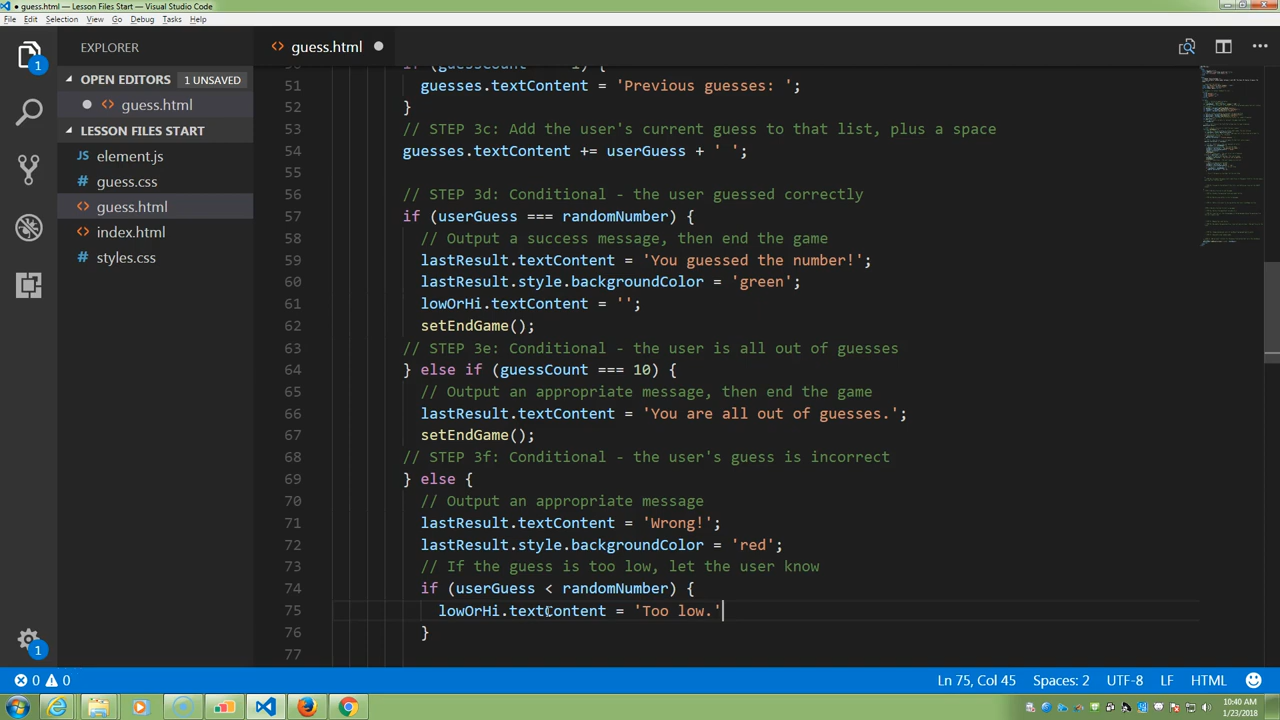 guess.html — Lesson Files Start — Visual Studio Code
File Edit Selection View Go Debug Tasks Help
EXPLORER
guess.html
OPEN EDITORS 1 UNSAVED
guess.html
LESSON FILES START
JS element.js
guess.css
guess.html
index.html
styles.css
51 guesses.textContent = 'Previous guesses: ';
52 }
53 // STEP 3c: Add the user's current guess to that list, plus a space
54 guesses.textContent += userGuess + ' ';
55
56 // STEP 3d: Conditional - the user guessed correctly
57 if (userGuess === randomNumber) {
58 // Output a success message, then end the game
59 lastResult.textContent = 'You guessed the number!';
60 lastResult.style.backgroundColor = 'green';
61 lowOrHi.textContent = '';
62 setEndGame();
63 // STEP 3e: Conditional - the user is all out of guesses
64 } else if (guessCount === 10) {
65 // Output an appropriate message, then end the game
66 lastResult.textContent = 'You are all out of guesses.';
67 setEndGame();
68 // STEP 3f: Conditional - the user's guess is incorrect
69 } else {
70 // Output an appropriate message
71 lastResult.textContent = 'Wrong!';
72 lastResult.style.backgroundColor = 'red';
73 // If the guess is too low, let the user know
74 if (userGuess < randomNumber) {
75 lowOrHi.textContent = 'Too low.'
76 }
77
1
1
0 0
Ln 75, Col 45 Spaces: 2 UTF-8 LF HTML
10:40 AM
1/23/2018